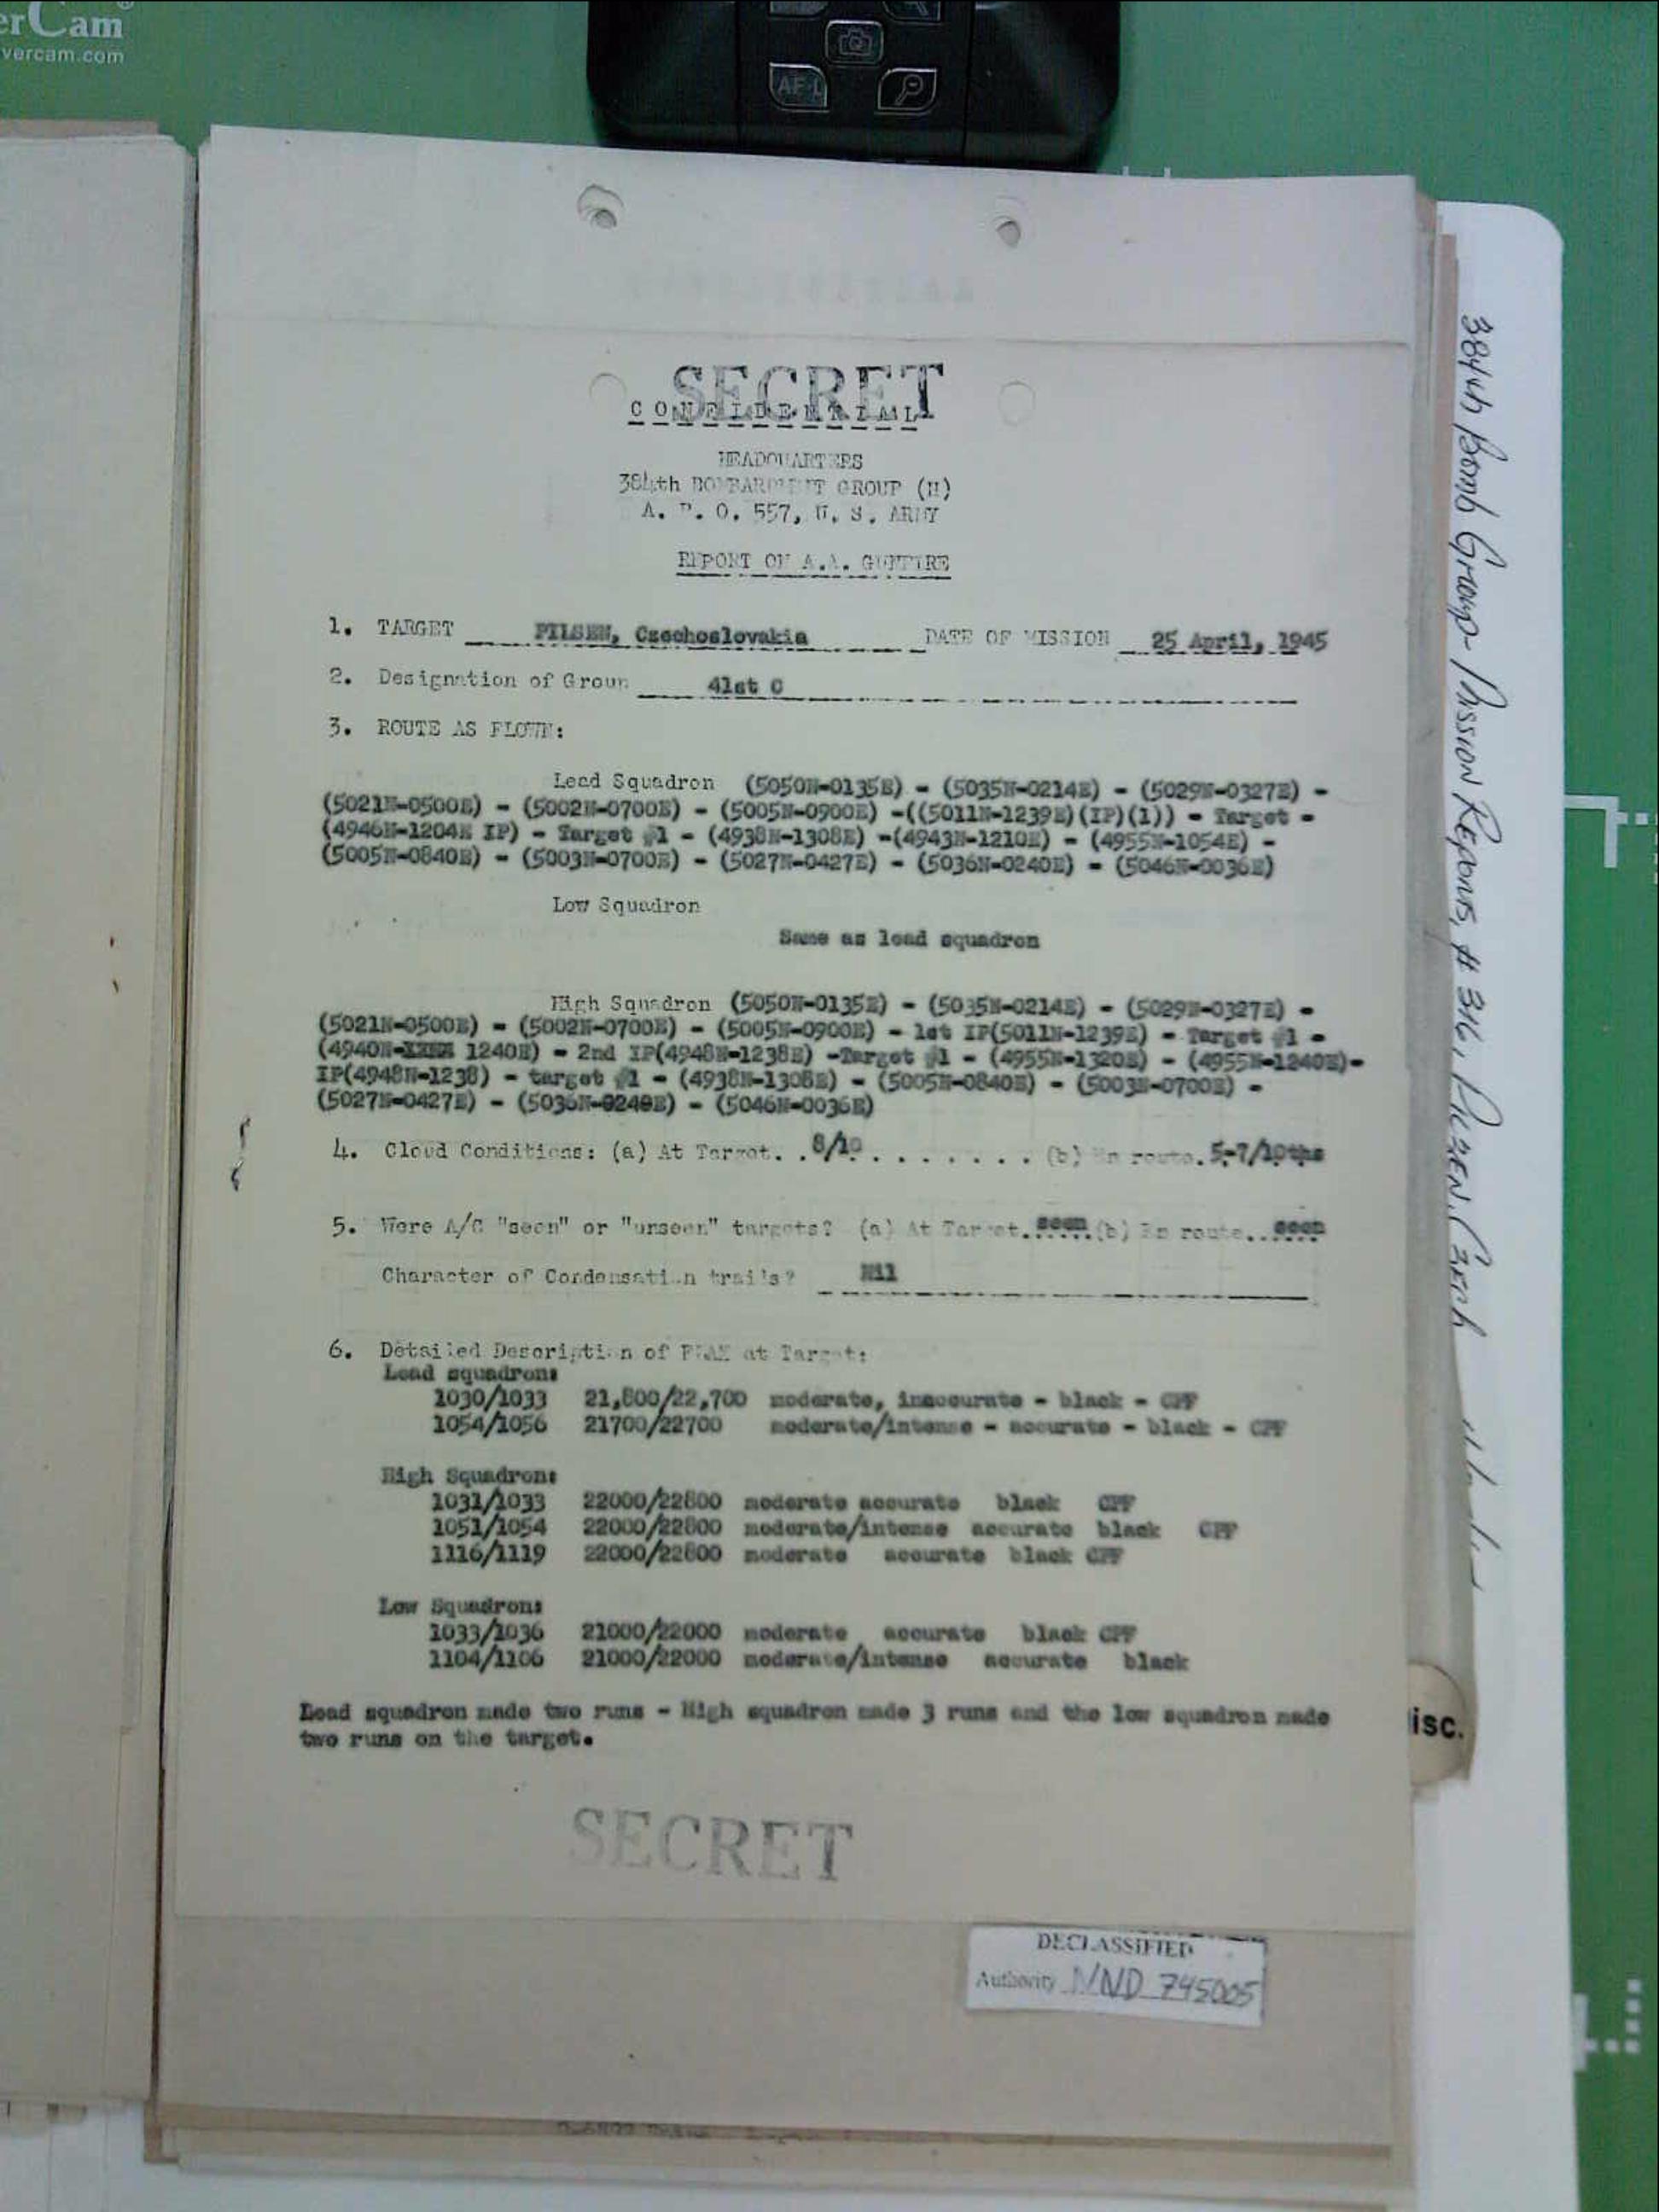 erCam
vercam.com
AF-L
SECRET
CONFIDENTIAL
HEADQUARTERS
384th BOMBARDMENT GROUP (H)
A. P. O. 557, U. S. ARMY
REPORT ON A.A. GUNFIRE
1. TARGET PILSEN, Czechoslovakia DATE OF MISSION 25 April, 1945
2. Designation of Group 41st C
3. ROUTE AS FLOWN:
Lead Squadron (5050N-0135E) - (5035N-0214E) - (5029N-0327E) -
(5021N-0500E) - (5002N-0700E) - (5005N-0900E) -((5011N-1239E)(IP)(1)) - Target -
(4946N-1204E IP) - Target #1 - (4938N-1308E) -(4943N-1210E) - (4955N-1054E) -
(5005N-0840E) - (5003N-0700E) - (5027N-0427E) - (5036N-0240E) - (5046N-0036E)
Low Squadron
Same as lead squadron
High Squadron (5050N-0135E) - (5035N-0214E) - (5029N-0327E) -
(5021N-0500E) - (5002N-0700E) - (5005N-0900E) - 1st IP(5011N-1239E) - Target #1 -
(4940N- 1240E) - 2nd IP(4948N-1238E) -Target #1 - (4955N-1320E) - (4955N-1240E)-
IP(4948N-1238) - target #1 - (4938N-1308E) - (5005N-0840E) - (5003N-0700E) -
(5027N-0427E) - (5036N-0240E) - (5046N-0036E)
4. Cloud Conditions: (a) At Target. . 8/10 . . . . . . . . (b) En route. 5-7/10ths
5. Were A/C "seen" or "unseen" targets? (a) At Target.seen(b) En route..seen
Character of Condensation trails? Nil
6. Detailed Description of FLAK at Target:
Lead squadron:
1030/1033 21,800/22,700 moderate, inaccurate - black - CPF
1054/1056 21700/22700 moderate/intense - accurate - black - CPF
High Squadron:
1031/1033 22000/22800 moderate accurate black CPF
1051/1054 22000/22800 moderate/intense accurate black CPF
1116/1119 22000/22800 moderate accurate black CPF
Low Squadron:
1033/1036 21000/22000 moderate accurate black CPF
1104/1106 21000/22000 moderate/intense accurate black
Lead squadron made two runs - High squadron made 3 runs and the low squadron made
two runs on the target.
SECRET
DECLASSIFIED
Authority NND 745005
384th Bomb Group - Mission Reports, # 316, Pilzen, Czech
isc.